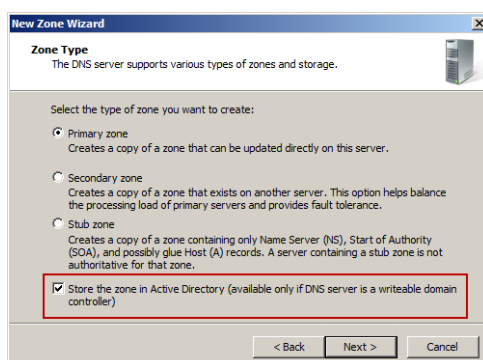 New Zone Wizard
Zone Type
The DNS server supports various types of zones and storage.
Select the type of zone you want to create:
Primary zone
Creates a copy of a zone that can be updated directly on this server.
Secondary zone
Creates a copy of a zone that exists on another server. This option helps balance
the processing load of primary servers and provides fault tolerance.
Stub zone
Creates a copy of a zone containing only Name Server (NS), Start of Authority
(SOA), and possibly glue Host (A) records. A server containing a stub zone is not
authoritative for that zone.
Store the zone in Active Directory (available only if DNS server is a writeable domain
controller)
< Back Next > Cancel